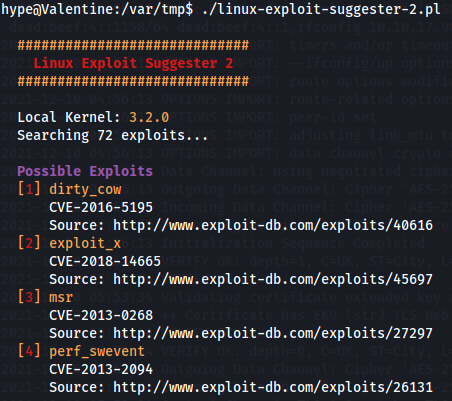 hype@Valentine:/var/tmp$ ./linux-exploit-suggester-2.pl
#############################
Linux Exploit Suggester 2
#############################
Local Kernel: 3.2.0
Searching 72 exploits...
Possible Exploits
[1] dirty_cow
CVE-2016-5195
Source: http://www.exploit-db.com/exploits/40616
[2] exploit_x
CVE-2018-14665
Source: http://www.exploit-db.com/exploits/45697
[3] msr
CVE-2013-0268
Source: http://www.exploit-db.com/exploits/27297
[4] perf_swevent
CVE-2013-2094
Source: http://www.exploit-db.com/exploits/26131